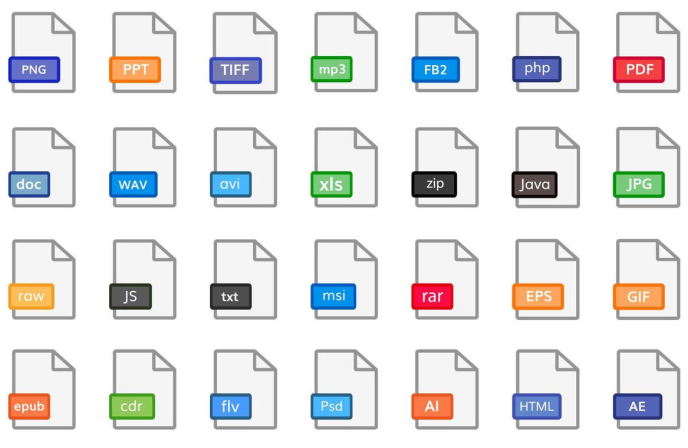 PNG PPT TIFF mp3 FB2 php PDF
doc WAV avi xls zip Java JPG
raw JS txt msi rar EPS GIF
epub cdr flv Psd AI HTML AE